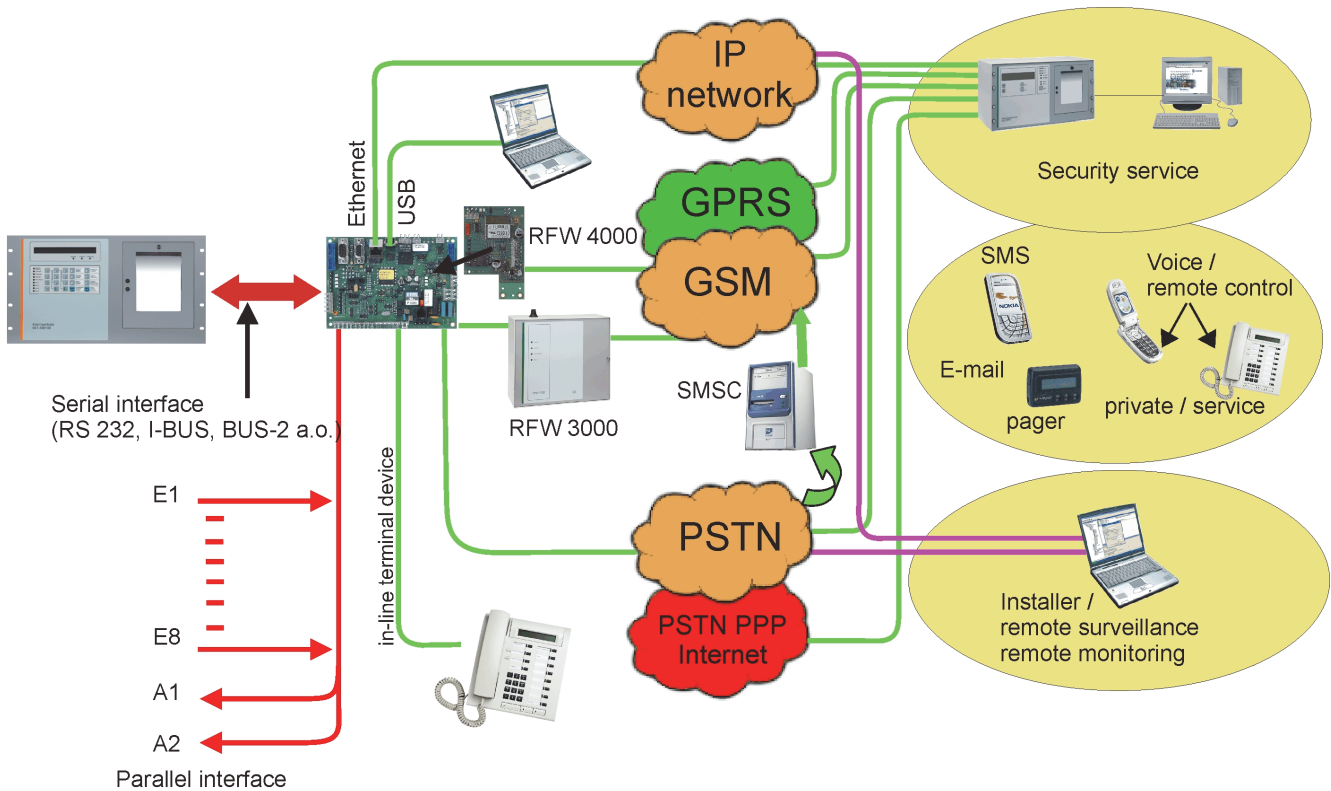 IP
network
Ethernet
USB
GPRS
RFW 4000
GSM
Security service
SMS
Voice /
remote control
E-mail
pager
private / service
Serial interface
(RS 232, I-BUS, BUS-2 a.o.)
RFW 3000
SMSC
E1
E8
A1
A2
Parallel interface
in-line terminal device
PSTN
PSTN PPP
Internet
Installer /
remote surveillance
remote monitoring
NOKIA